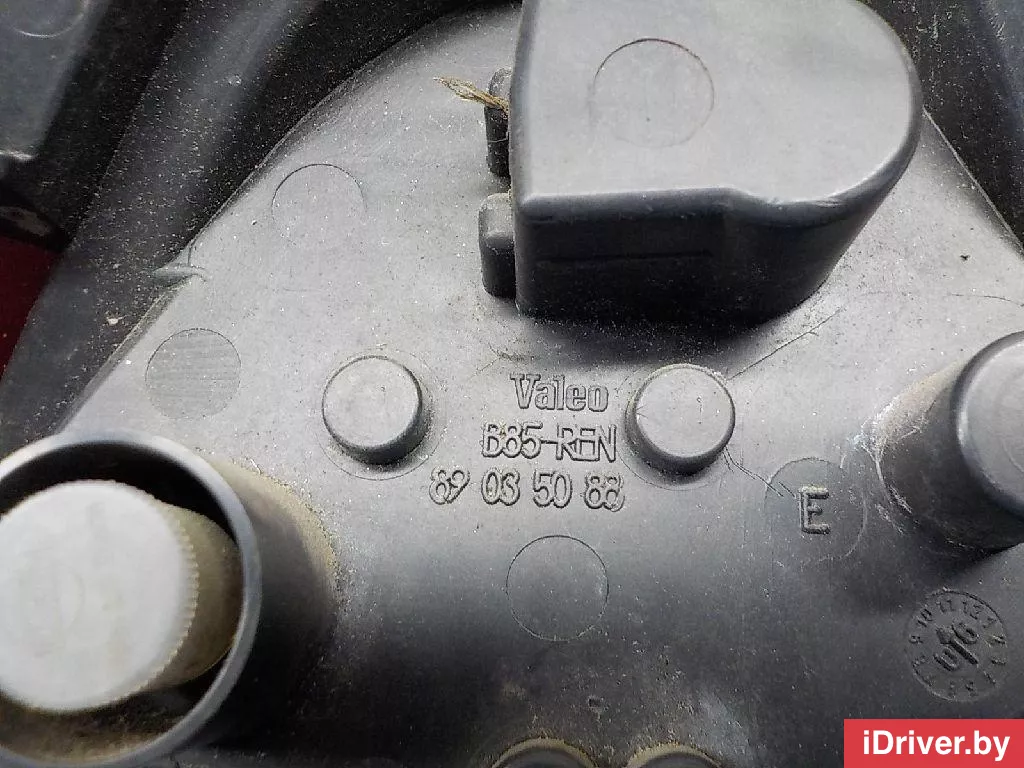 Valeo
B85-REN
89 03 50 88
E
iDriver.by